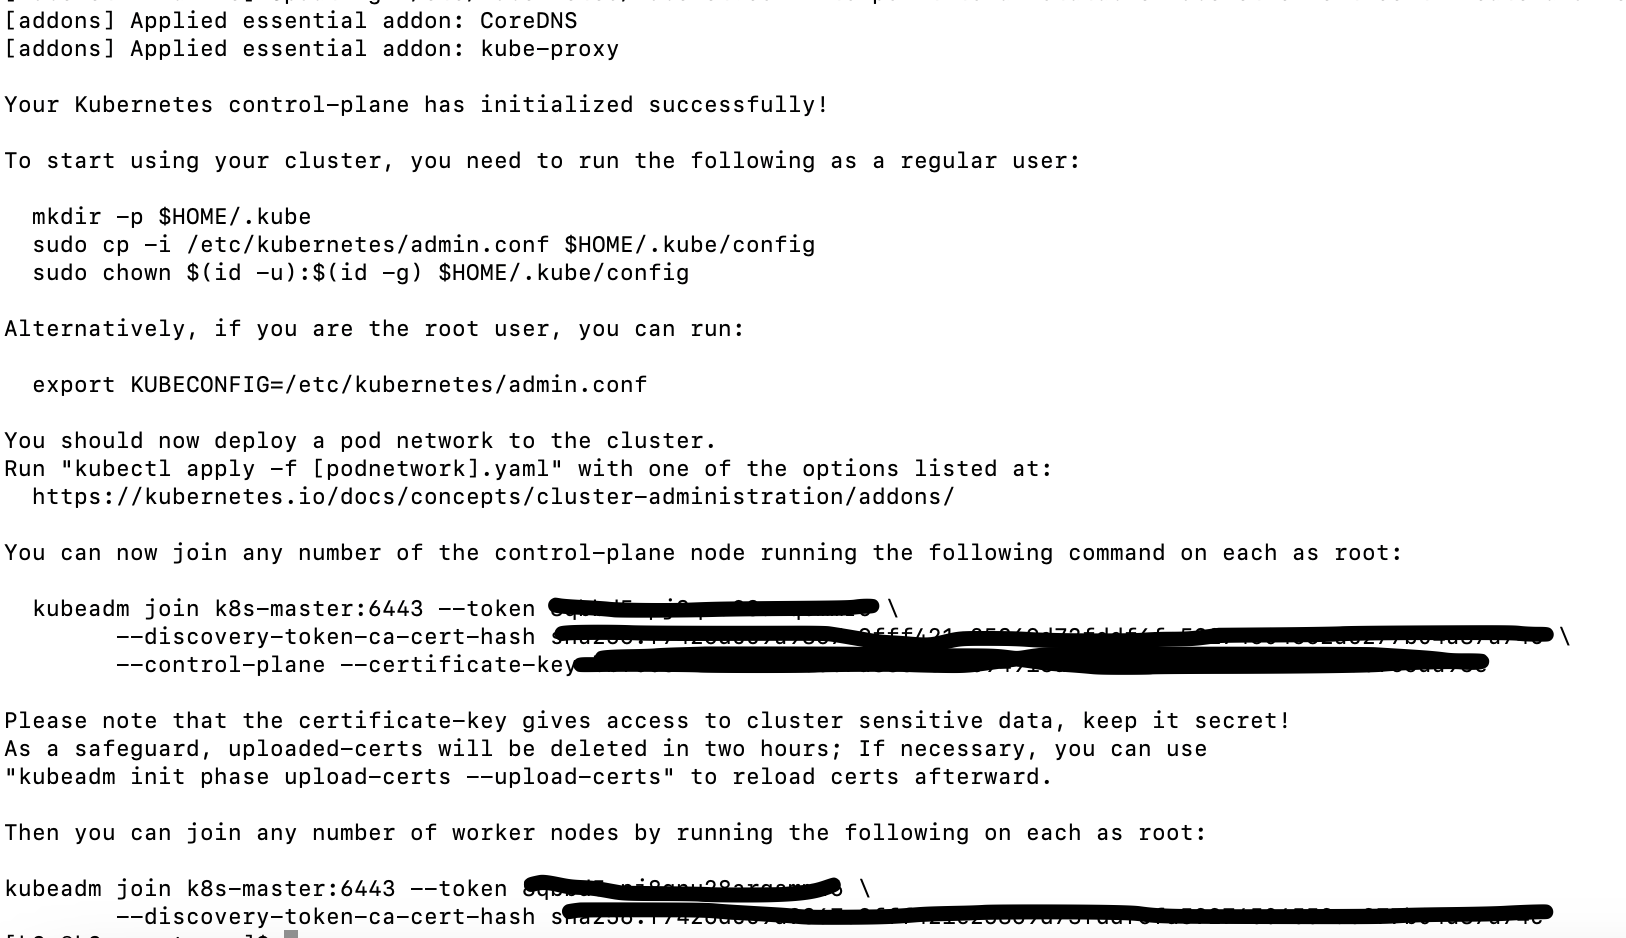 [addons] Applied essential addon: CoreDNS
[addons] Applied essential addon: kube-proxy
Your Kubernetes control-plane has initialized successfully!
To start using your cluster, you need to run the following as a regular user:
mkdir -p $HOME/.kube
sudo cp -i /etc/kubernetes/admin.conf $HOME/.kube/config
sudo chown $(id -u):$(id -g) $HOME/.kube/config
Alternatively, if you are the root user, you can run:
export KUBECONFIG=/etc/kubernetes/admin.conf
You should now deploy a pod network to the cluster.
Run "kubectl apply -f [podnetwork].yaml" with one of the options listed at:
https://kubernetes.io/docs/concepts/cluster-administration/addons/
You can now join any number of the control-plane node running the following command on each as root:
kubeadm join k8s-master:6443 --token \
--discovery-token-ca-cert-hash \
--control-plane --certificate-key
Please note that the certificate-key gives access to cluster sensitive data, keep it secret!
As a safeguard, uploaded-certs will be deleted in two hours; If necessary, you can use
"kubeadm init phase upload-certs --upload-certs" to reload certs afterward.
Then you can join any number of worker nodes by running the following on each as root:
kubeadm join k8s-master:6443 --token \
--discovery-token-ca-cert-hash